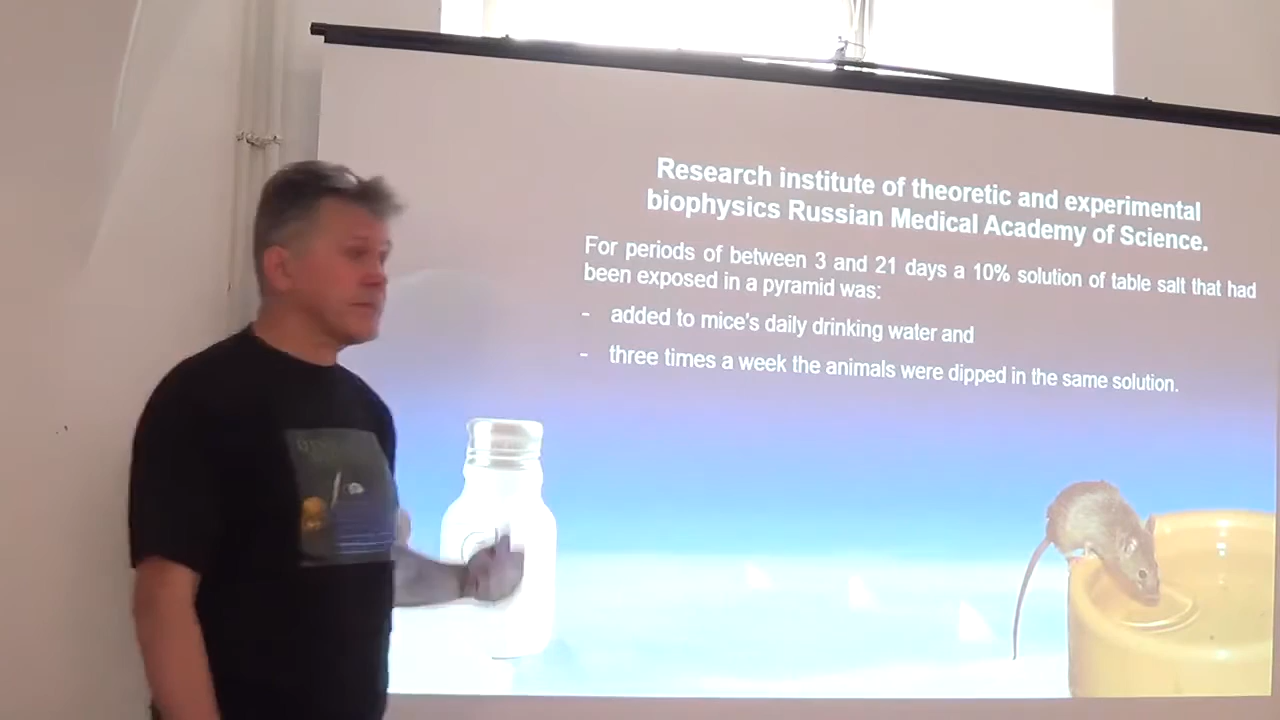 Research institute of theoretic and experimental
biophysics Russian Medical Academy of Science.
For periods of between 3 and 21 days a 10% solution of table salt that had
been exposed in a pyramid was:
- added to mice's daily drinking water and
- three times a week the animals were dipped in the same solution.